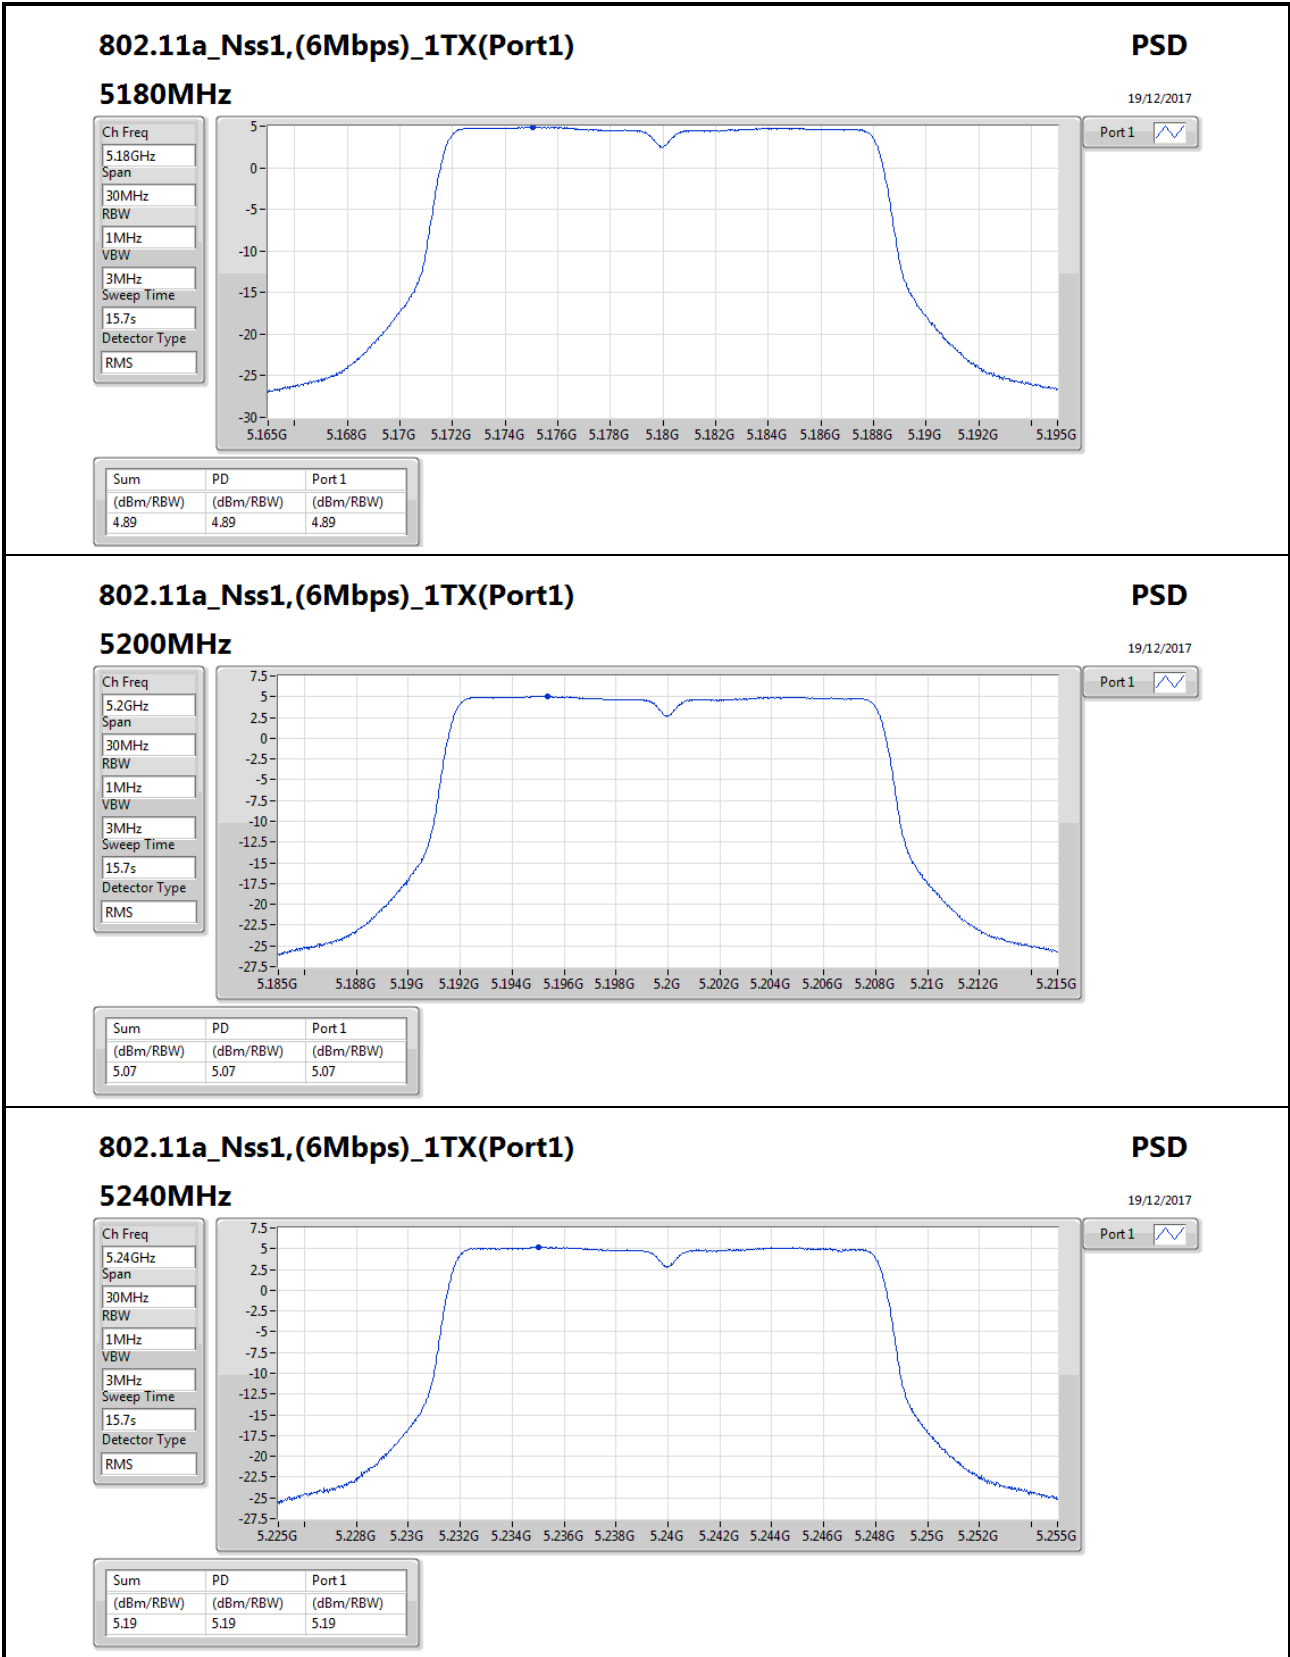 802.11a_Nss1,(6Mbps)_1TX(Port1) PSD
5180MHz 19/12/2017
Ch Freq
5.18GHz
Span
30MHz
RBW
1MHz
VBW
3MHz
Sweep Time
15.7s
Detector Type
RMS
5
0
-5
-10
-15
-20
-25
-30
5.165G 5.168G 5.17G 5.172G 5.174G 5.176G 5.178G 5.18G 5.182G 5.184G 5.186G 5.188G 5.19G 5.192G 5.195G
Port 1
Sum PD Port 1
(dBm/RBW) (dBm/RBW) (dBm/RBW)
4.89 4.89 4.89
802.11a_Nss1,(6Mbps)_1TX(Port1) PSD
5200MHz 19/12/2017
Ch Freq
5.2GHz
Span
30MHz
RBW
1MHz
VBW
3MHz
Sweep Time
15.7s
Detector Type
RMS
7.5
5
2.5
0
-2.5
-5
-7.5
-10
-12.5
-15
-17.5
-20
-22.5
-25
-27.5
5.185G 5.188G 5.19G 5.192G 5.194G 5.196G 5.198G 5.2G 5.202G 5.204G 5.206G 5.208G 5.21G 5.212G 5.215G
Port 1
Sum PD Port 1
(dBm/RBW) (dBm/RBW) (dBm/RBW)
5.07 5.07 5.07
802.11a_Nss1,(6Mbps)_1TX(Port1) PSD
5240MHz 19/12/2017
Ch Freq
5.24GHz
Span
30MHz
RBW
1MHz
VBW
3MHz
Sweep Time
15.7s
Detector Type
RMS
7.5
5
2.5
0
-2.5
-5
-7.5
-10
-12.5
-15
-17.5
-20
-22.5
-25
-27.5
5.225G 5.228G 5.23G 5.232G 5.234G 5.236G 5.238G 5.24G 5.242G 5.244G 5.246G 5.248G 5.25G 5.252G 5.255G
Port 1
Sum PD Port 1
(dBm/RBW) (dBm/RBW) (dBm/RBW)
5.19 5.19 5.19